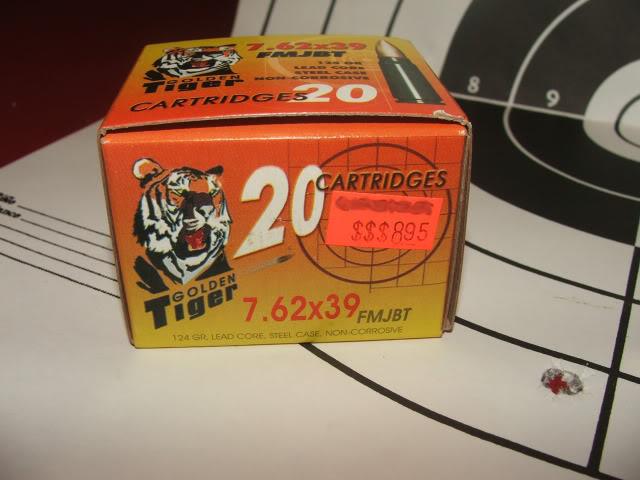 7.62x39
FMJBT
124 GR
LEAD CORE
STEEL CASE
NON-CORROSIVE
GOLDEN
Tiger
CARTRIDGES 20
20 CARTRIDGES
$$$895
GOLDEN
Tiger
7.62x39 FMJBT
124 GR, LEAD CORE, STEEL CASE, NON-CORROSIVE
8 9